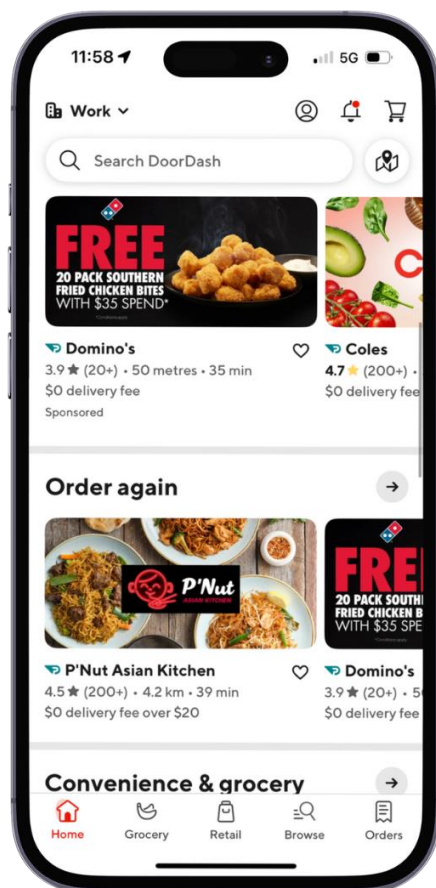 11:58
5G
Work
Search DoorDash
FREE
20 PACK SOUTHERN
FRIED CHICKEN BITES
WITH $35 SPEND*
*Conditions apply.
C
Domino's
3.9 ★ (20+) • 50 metres • 35 min
$0 delivery fee
Sponsored
Coles
4.7 ★ (200+) •
$0 delivery fee
Order again
P'Nut
ASIAN KITCHEN
FREE
20 PACK SOUTH
FRIED CHICKEN B
WITH $35 SPE
P'Nut Asian Kitchen
4.5 ★ (200+) • 4.2 km • 39 min
$0 delivery fee over $20
Domino's
3.9 ★ (20+) • 5
$0 delivery fee
Convenience & grocery
Home
Grocery
Retail
Browse
Orders